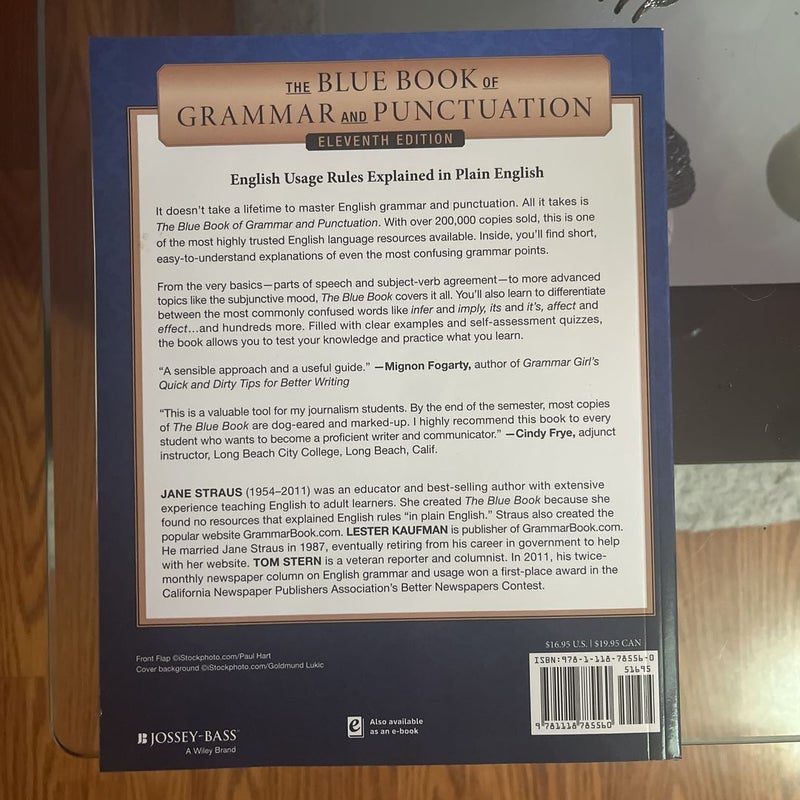 THE BLUE BOOK OF
GRAMMAR AND PUNCTUATION
ELEVENTH EDITION
English Usage Rules Explained in Plain English
It doesn't take a lifetime to master English grammar and punctuation. All it takes is
The Blue Book of Grammar and Punctuation. With over 200,000 copies sold, this is one
of the most highly trusted English language resources available. Inside, you'll find short,
easy-to-understand explanations of even the most confusing grammar points.
From the very basics—parts of speech and subject-verb agreement—to more advanced
topics like the subjunctive mood, The Blue Book covers it all. You'll also learn to differentiate
between the most commonly confused words like infer and imply, its and it's, affect and
effect...and hundreds more. Filled with clear examples and self-assessment quizzes,
the book allows you to test your knowledge and practice what you learn.
"A sensible approach and a useful guide." —Mignon Fogarty, author of Grammar Girl's
Quick and Dirty Tips for Better Writing
"This is a valuable tool for my journalism students. By the end of the semester, most copies
of The Blue Book are dog-eared and marked-up. I highly recommend this book to every
student who wants to become a proficient writer and communicator." —Cindy Frye, adjunct
instructor, Long Beach City College, Long Beach, Calif.
JANE STRAUS (1954–2011) was an educator and best-selling author with extensive
experience teaching English to adult learners. She created The Blue Book because she
found no resources that explained English rules "in plain English." Straus also created the
popular website GrammarBook.com. LESTER KAUFMAN is publisher of GrammarBook.com.
He married Jane Straus in 1987, eventually retiring from his career in government to help
with her website. TOM STERN is a veteran reporter and columnist. In 2011, his twice-
monthly newspaper column on English grammar and usage won a first-place award in the
California Newspaper Publishers Association's Better Newspapers Contest.
$16.95 U.S. | $19.95 CAN
Front Flap ©iStockphoto.com/Paul Hart
Cover background ©iStockphoto.com/Goldmund Lukic
ISBN:978-1-118-78556-0
51695
9 781118 785560
JOSSEY-BASS™
A Wiley Brand
e
Also available
as an e-book